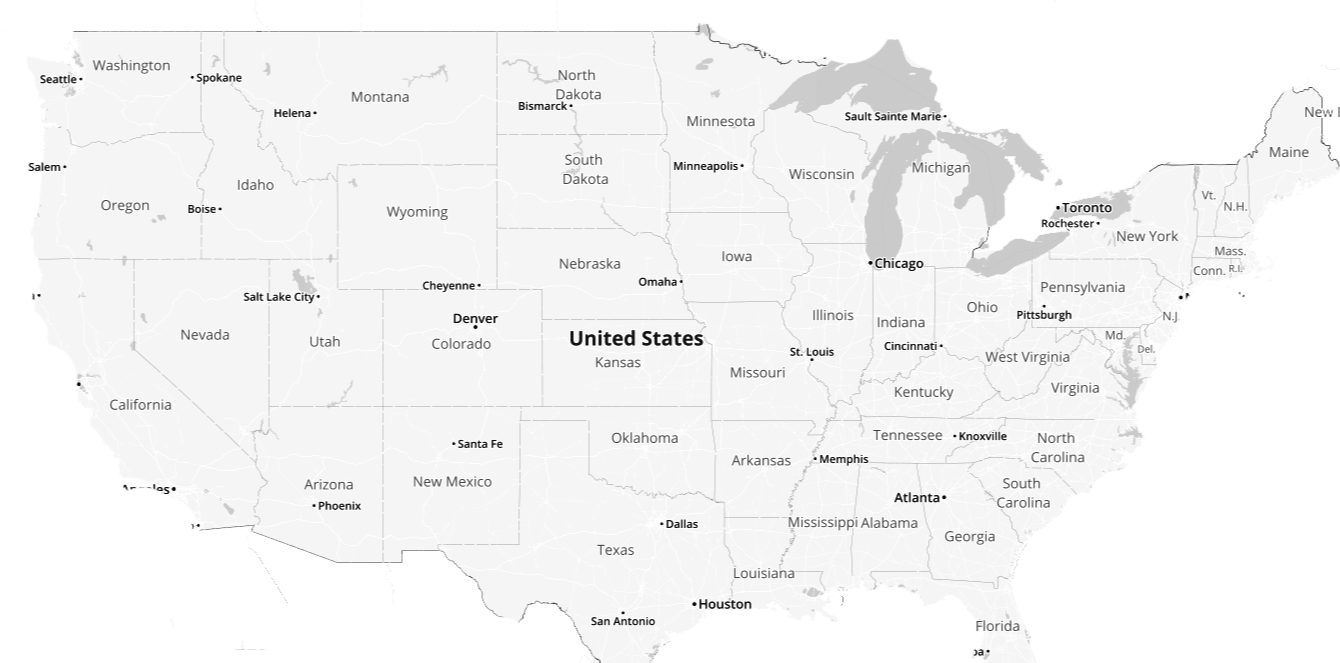 Washington
Seattle
Spokane
Montana
North
Dakota
Helena
Bismarck
Minnesota
Sault Sainte Marie
New
Maine
Salem
Minneapolis
Wisconsin
Michigan
South
Dakota
Idaho
Oregon
Boise
Wyoming
Vt.
N.H.
Toronto
Rochester
New York
Iowa
Mass.
Nebraska
Chicago
Conn.
R.I.
Cheyenne
Omaha
Pennsylvania
Salt Lake City
Ohio
Pittsburgh
Denver
Illinois
Indiana
N.J.
Nevada
Utah
Colorado
United States
Kansas
Cincinnati
Md.
Del.
St. Louis
West Virginia
Missouri
Kentucky
Virginia
California
Tennessee
Knoxville
North
Carolina
Oklahoma
Santa Fe
Arkansas
Memphis
Arizona
New Mexico
Phoenix
Atlanta
South
Carolina
Dallas
Mississippi
Alabama
Georgia
Texas
Louisiana
Houston
San Antonio
Florida